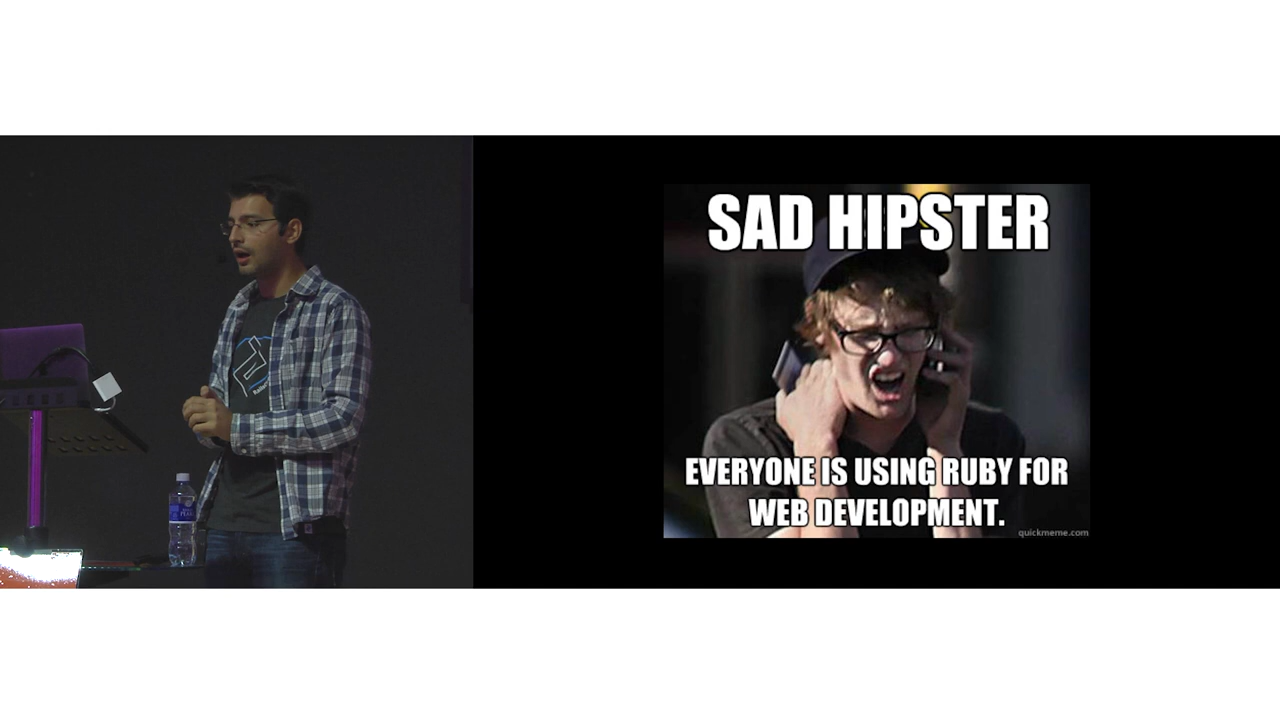 SAD HIPSTER
EVERYONE IS USING RUBY FOR
WEB DEVELOPMENT.
quickmeme.com